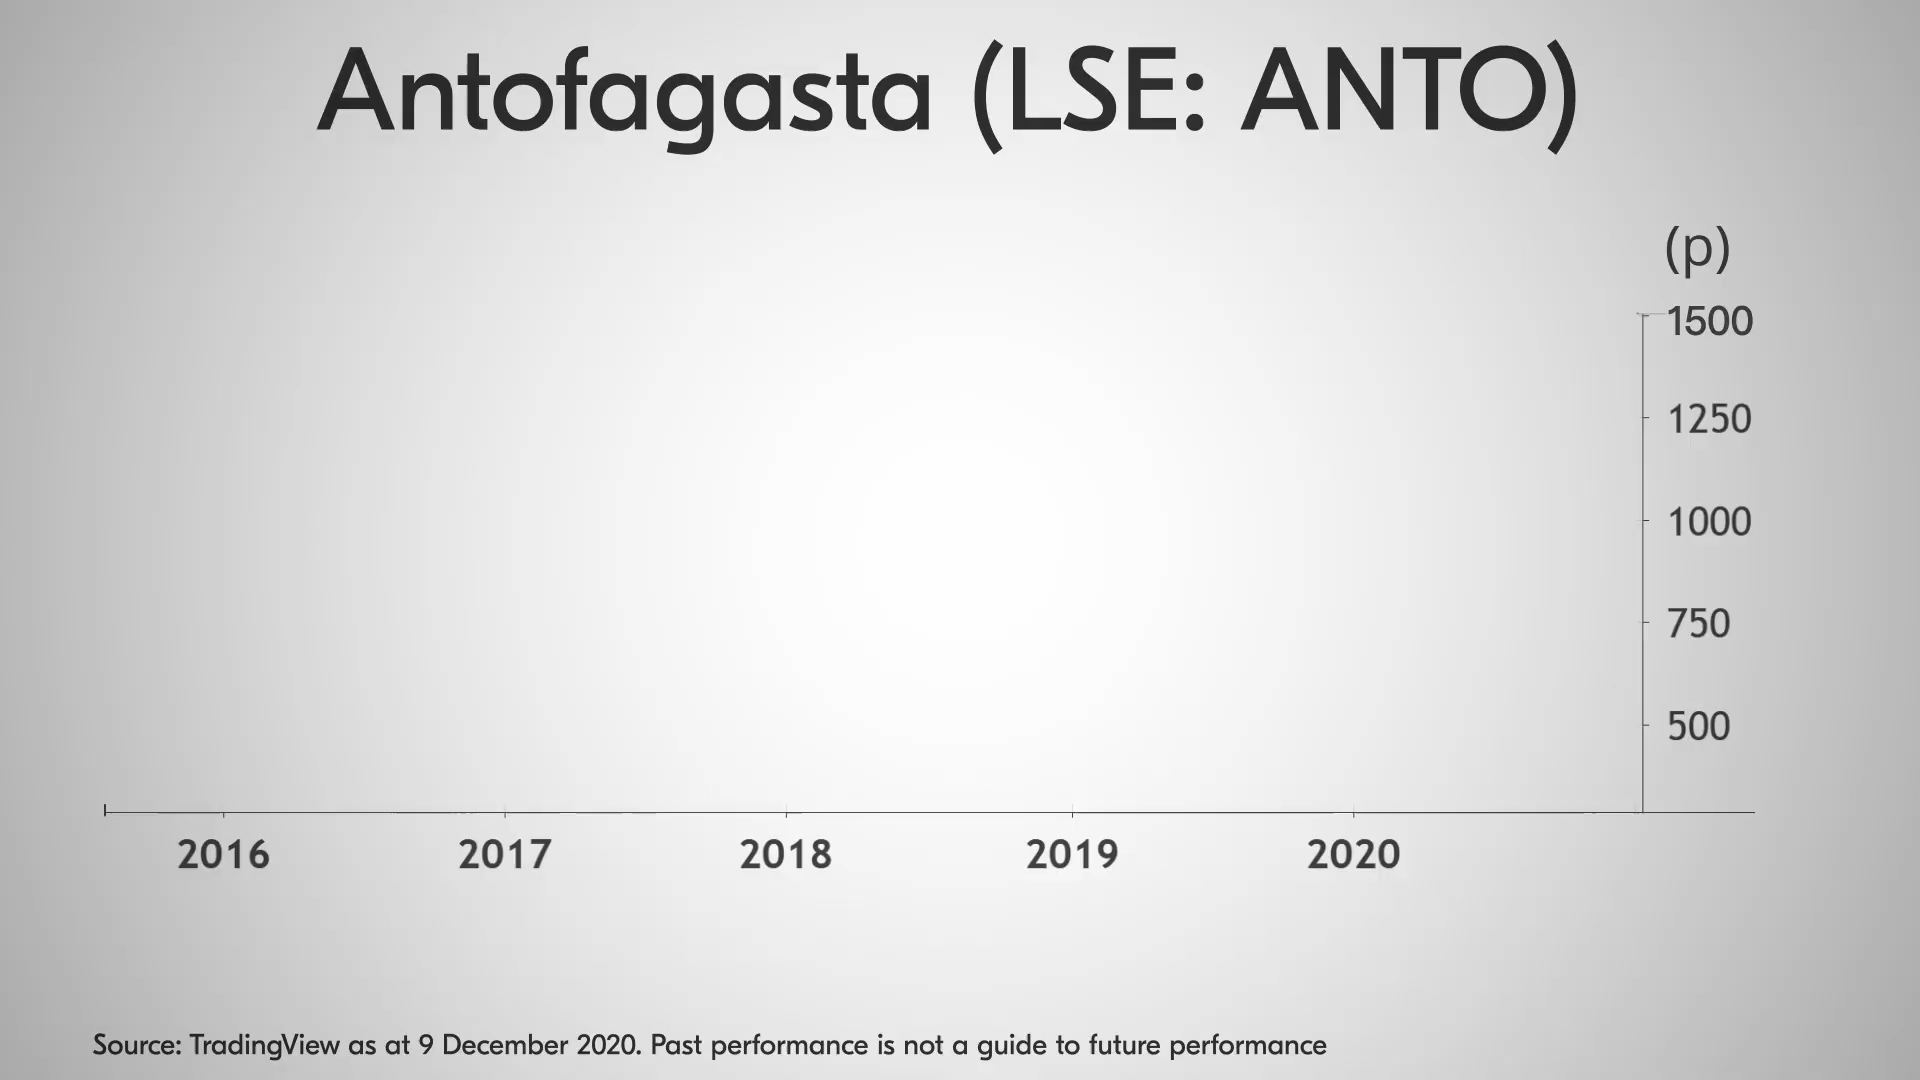 Antofagasta (LSE: ANTO)
(p)
1500
1250
1000
750
500
2016 2017 2018 2019 2020
Source: TradingView as at 9 December 2020. Past performance is not a guide to future performance